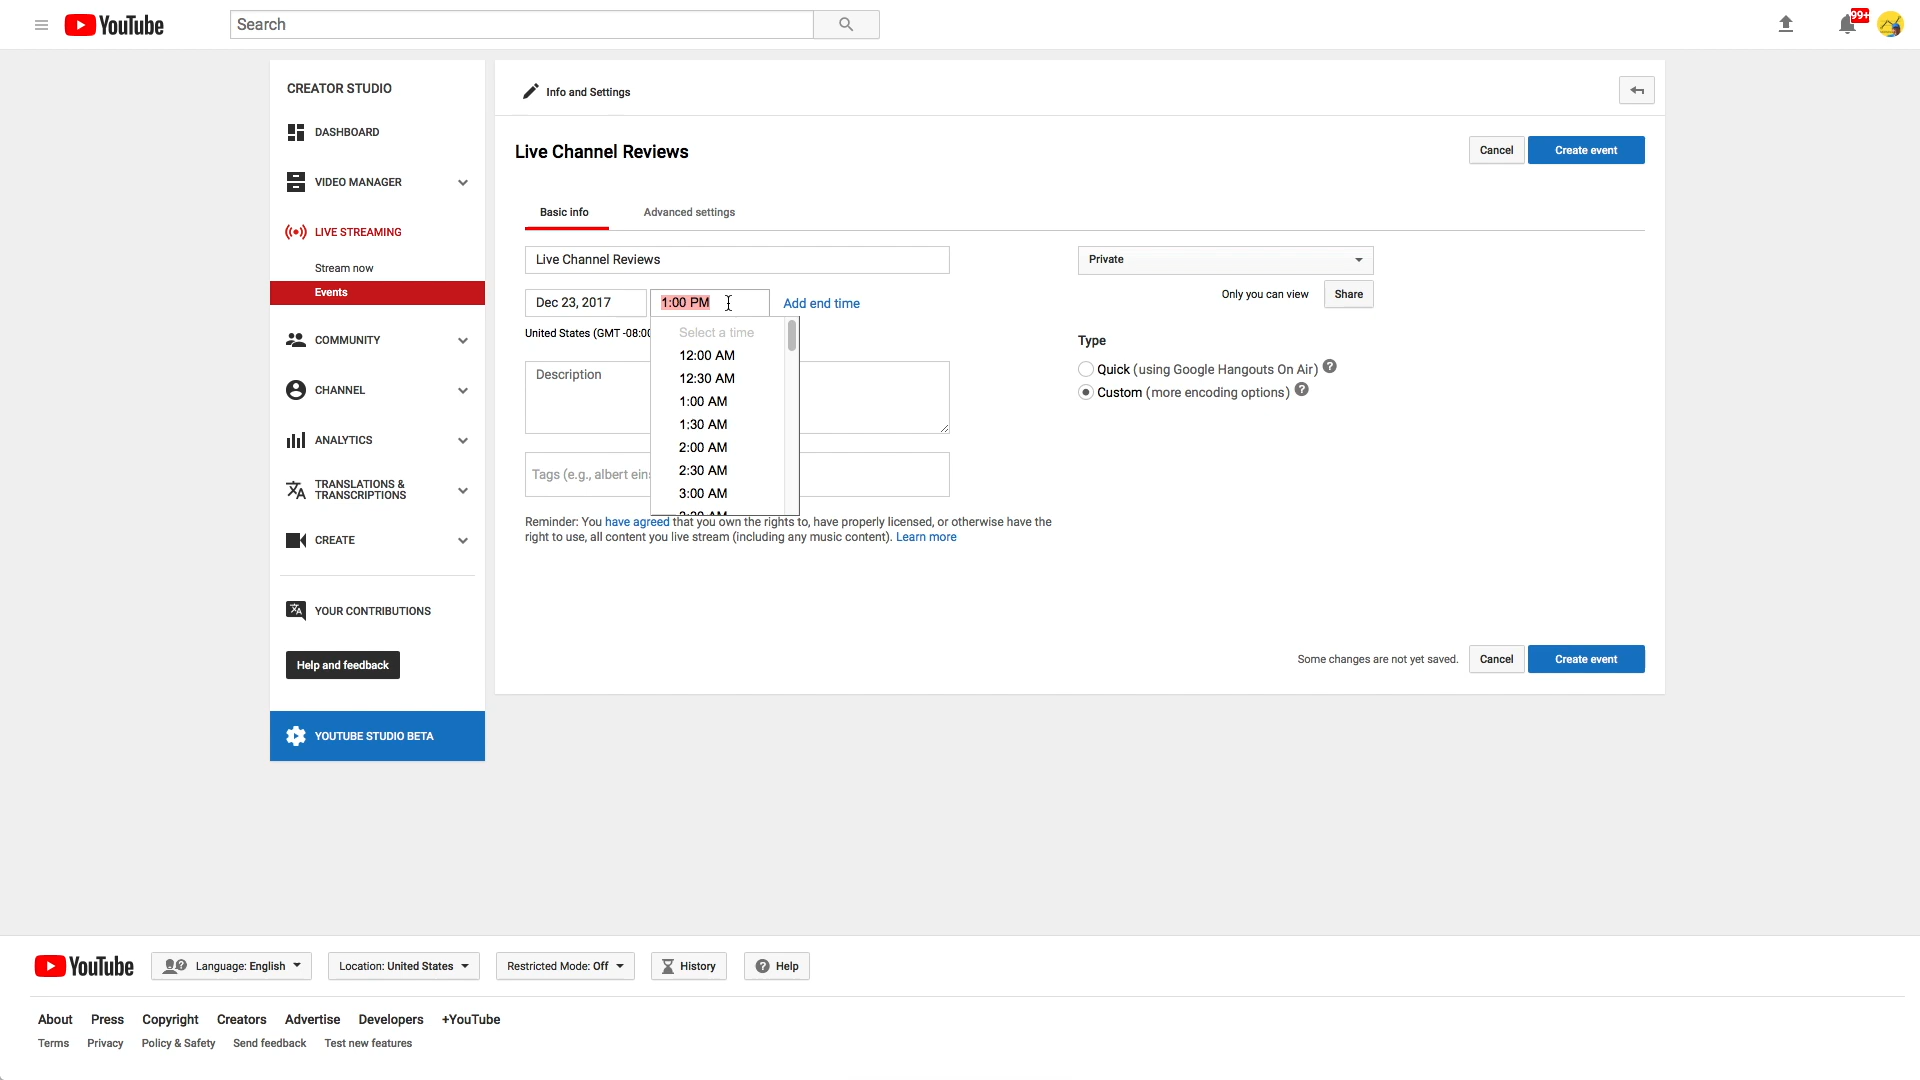 YouTube
Search
99+
CREATOR STUDIO
DASHBOARD
VIDEO MANAGER
LIVE STREAMING
Stream now
Events
COMMUNITY
CHANNEL
ANALYTICS
TRANSLATIONS &
TRANSCRIPTIONS
CREATE
YOUR CONTRIBUTIONS
Help and feedback
YOUTUBE STUDIO BETA
Info and Settings
Live Channel Reviews
Cancel
Create event
Basic info
Advanced settings
Live Channel Reviews
Dec 23, 2017
1:00 PM
Add end time
United States (GMT -08:00
Select a time
12:00 AM
12:30 AM
1:00 AM
1:30 AM
2:00 AM
2:30 AM
3:00 AM
Description
Tags (e.g., albert ein
Reminder: You have agreed that you own the rights to, have properly licensed, or otherwise have the
right to use, all content you live stream (including any music content). Learn more
Private
Only you can view
Share
Type
Quick (using Google Hangouts On Air) ?
Custom (more encoding options) ?
Some changes are not yet saved.
Cancel
Create event
YouTube
Language: English
Location: United States
Restricted Mode: Off
History
Help
About Press Copyright Creators Advertise Developers +YouTube
Terms Privacy Policy & Safety Send feedback Test new features